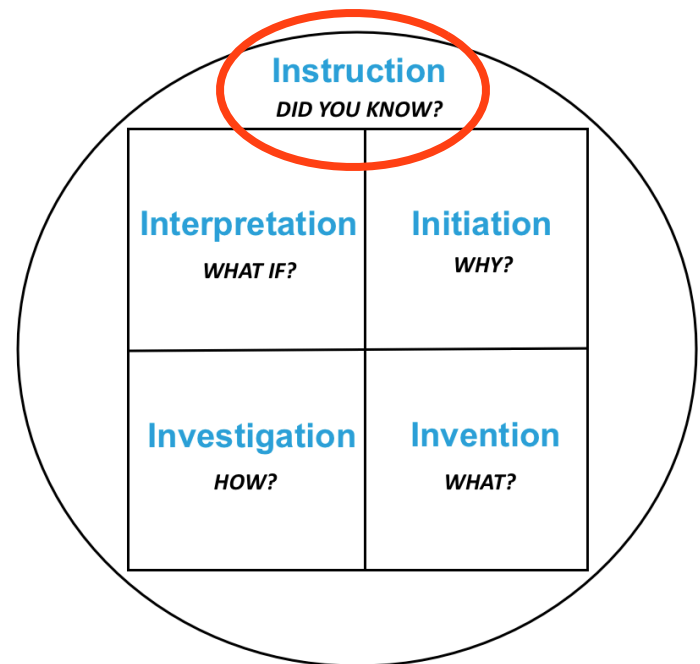 Instruction
DID YOU KNOW?
Interpretation
WHAT IF?
Initiation
WHY?
Investigation
HOW?
Invention
WHAT?